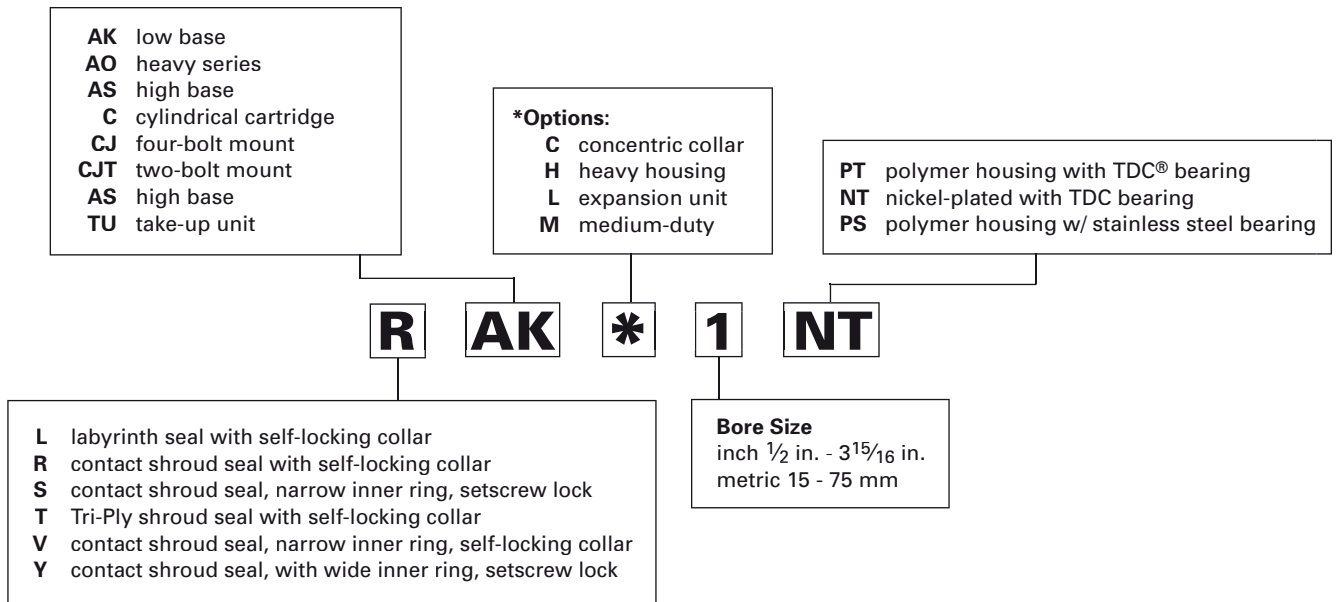 AK low base
AO heavy series
AS high base
C cylindrical cartridge
CJ four-bolt mount
CJT two-bolt mount
AS high base
TU take-up unit
*Options:
C concentric collar
H heavy housing
L expansion unit
M medium-duty
PT polymer housing with TDC® bearing
NT nickel-plated with TDC bearing
PS polymer housing w/ stainless steel bearing
R AK * 1 NT
L labyrinth seal with self-locking collar
R contact shroud seal with self-locking collar
S contact shroud seal, narrow inner ring, setscrew lock
T Tri-Ply shroud seal with self-locking collar
V contact shroud seal, narrow inner ring, self-locking collar
Y contact shroud seal, with wide inner ring, setscrew lock
Bore Size
inch 1⁄2 in. - 3 15⁄16 in.
metric 15 - 75 mm